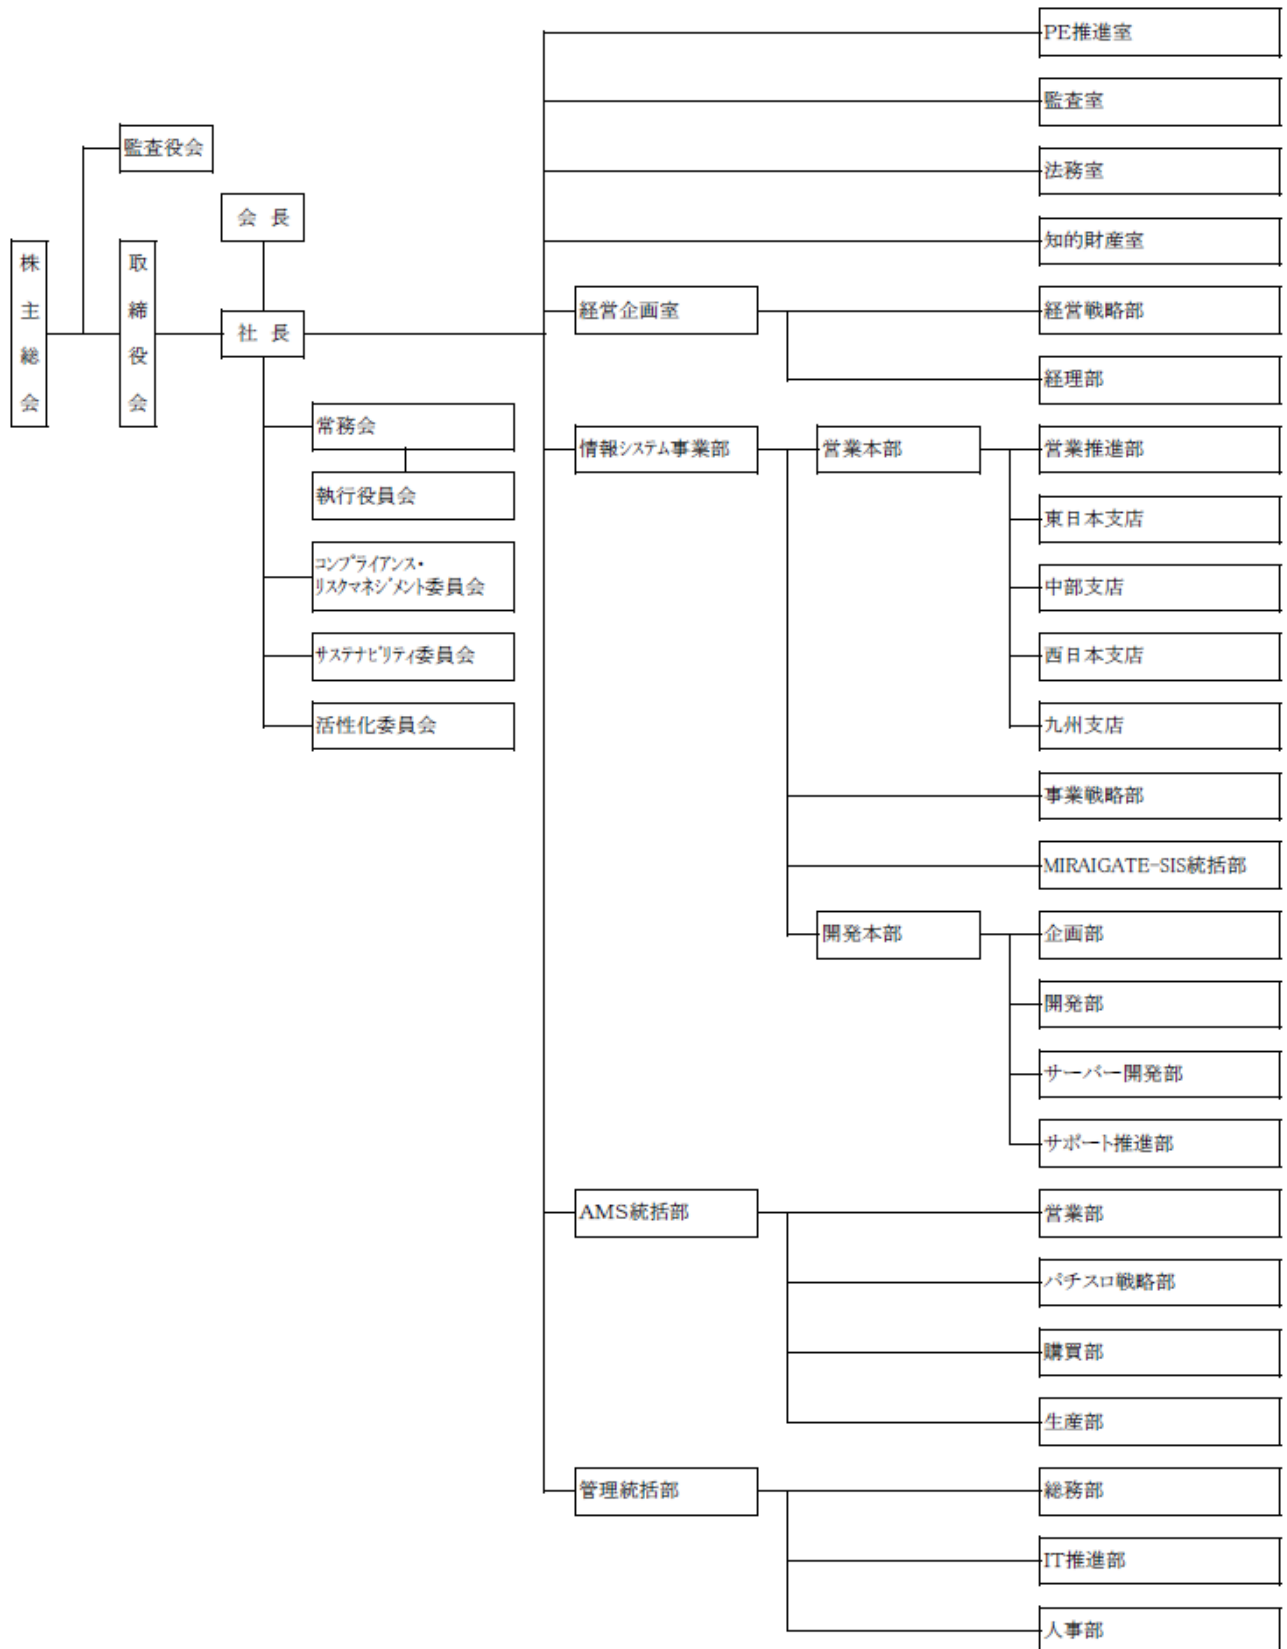 株主総会
監査役会
取締役会
会 長
社 長
常務会
執行役員会
コンプライアンス・
リスクマネジメント委員会
サステナビリティ委員会
活性化委員会
PE推進室
監査室
法務室
知的財産室
経営企画室
経営戦略部
経理部
情報システム事業部
営業本部
営業推進部
東日本支店
中部支店
西日本支店
九州支店
事業戦略部
MIRAIGATE-SIS統括部
開発本部
企画部
開発部
サーバー開発部
サポート推進部
AMS統括部
営業部
パチスロ戦略部
購買部
生産部
管理統括部
総務部
IT推進部
人事部